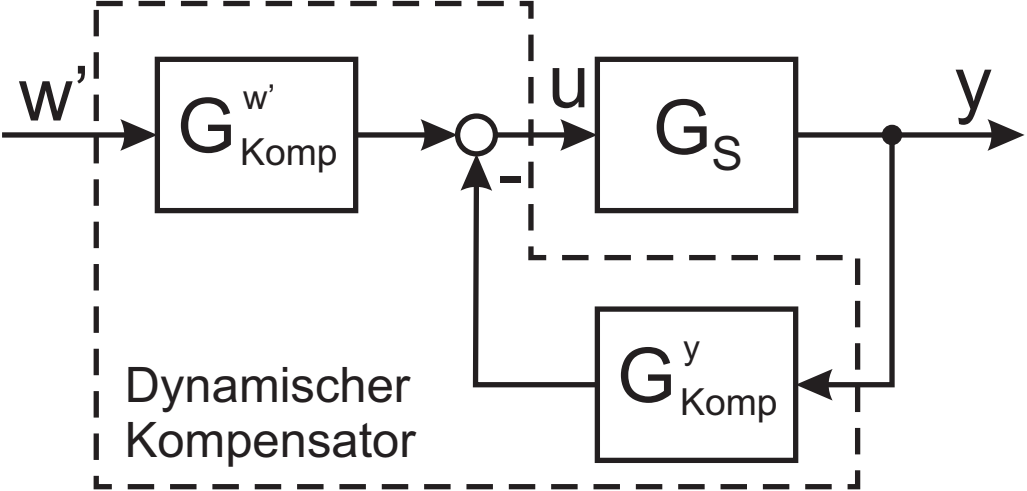 w’
G w’ Komp
u
G S
y
-
G y Komp
Dynamischer
Kompensator